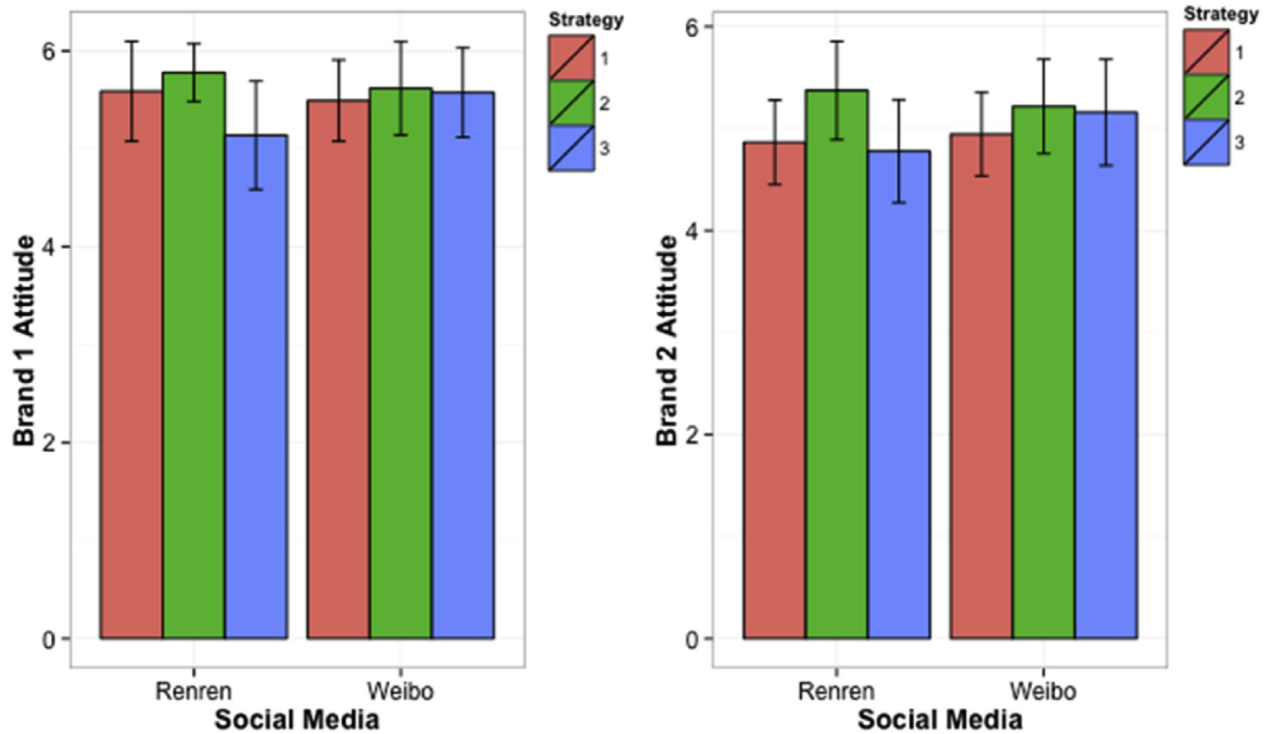 Strategy
1
2
3
6
4
2
0
Brand 1 Attitude
Renren Weibo
Social Media
Strategy
1
2
3
6
4
2
0
Brand 2 Attitude
Renren Weibo
Social Media